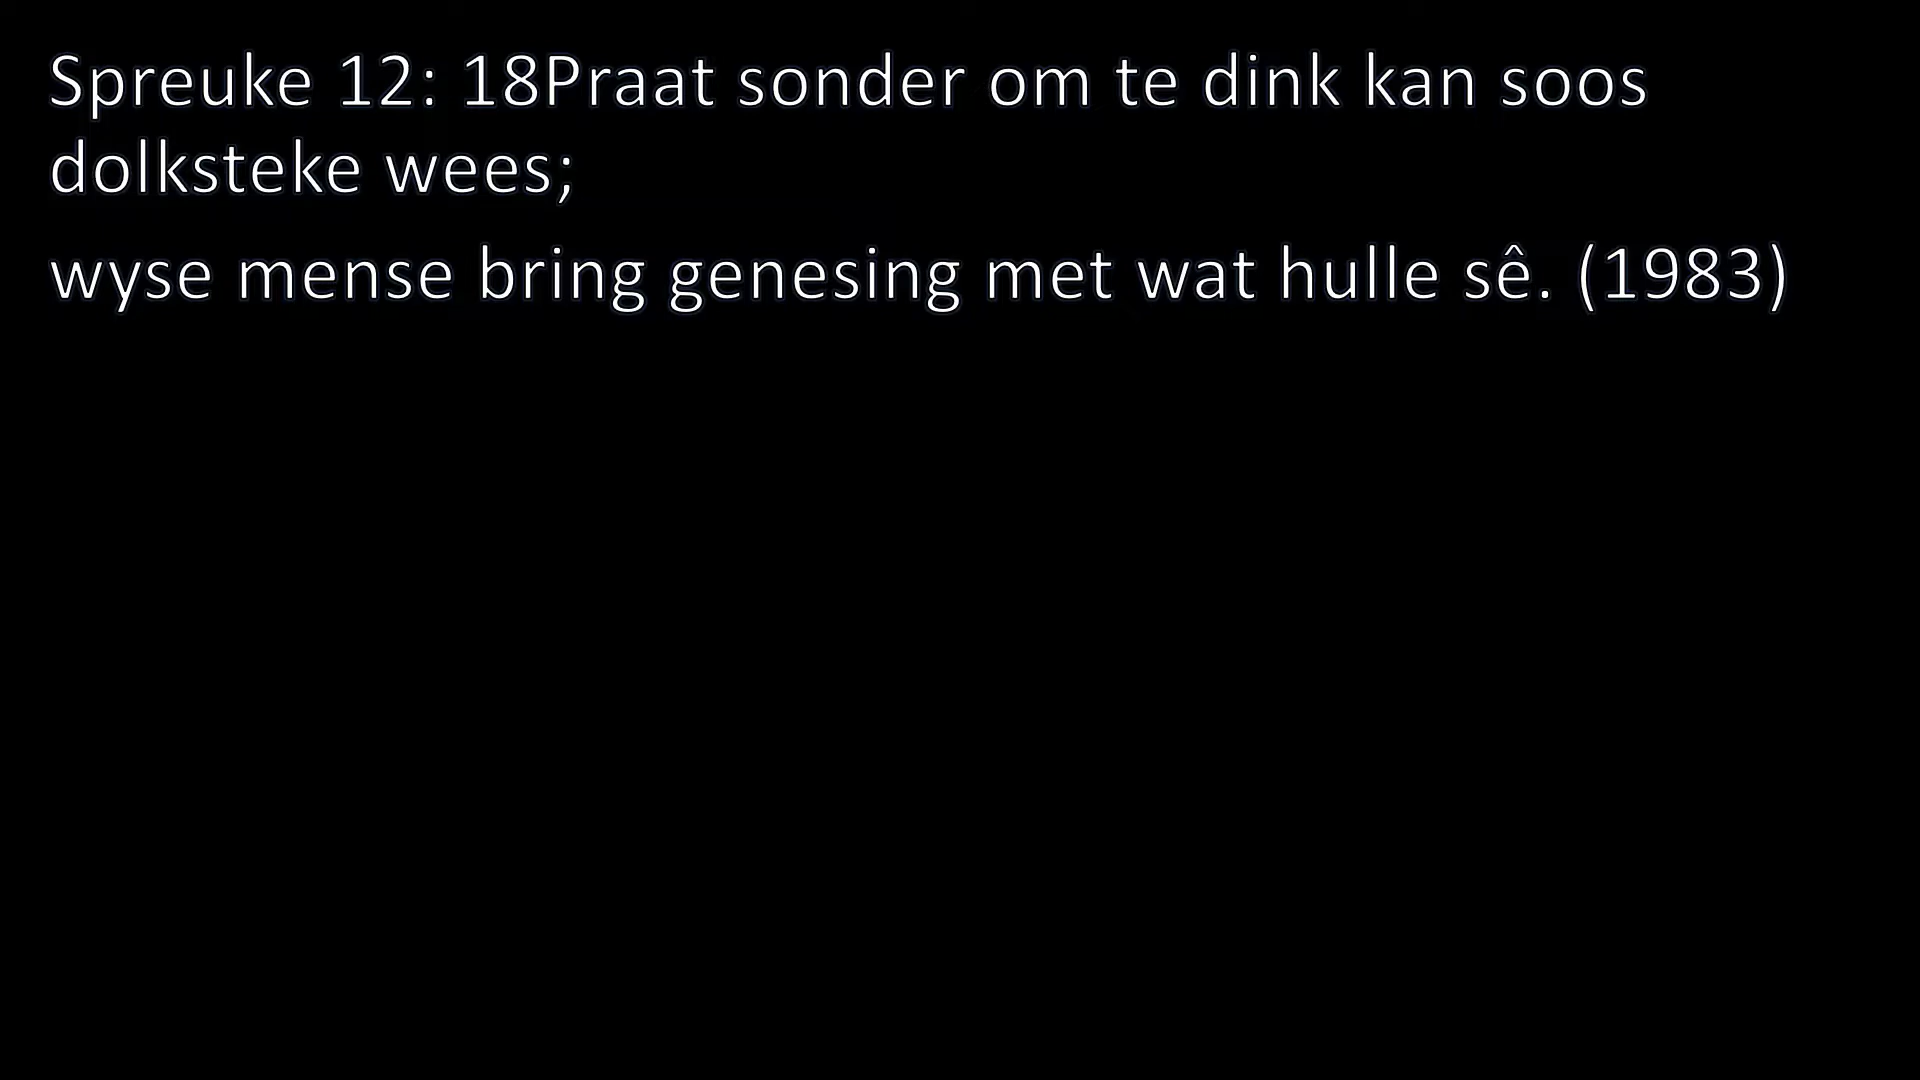 Spreuke 12: 18Praat sonder om te dink kan soos
dolksteke wees;
wyse mense bring genesing met wat hulle sê. (1983)